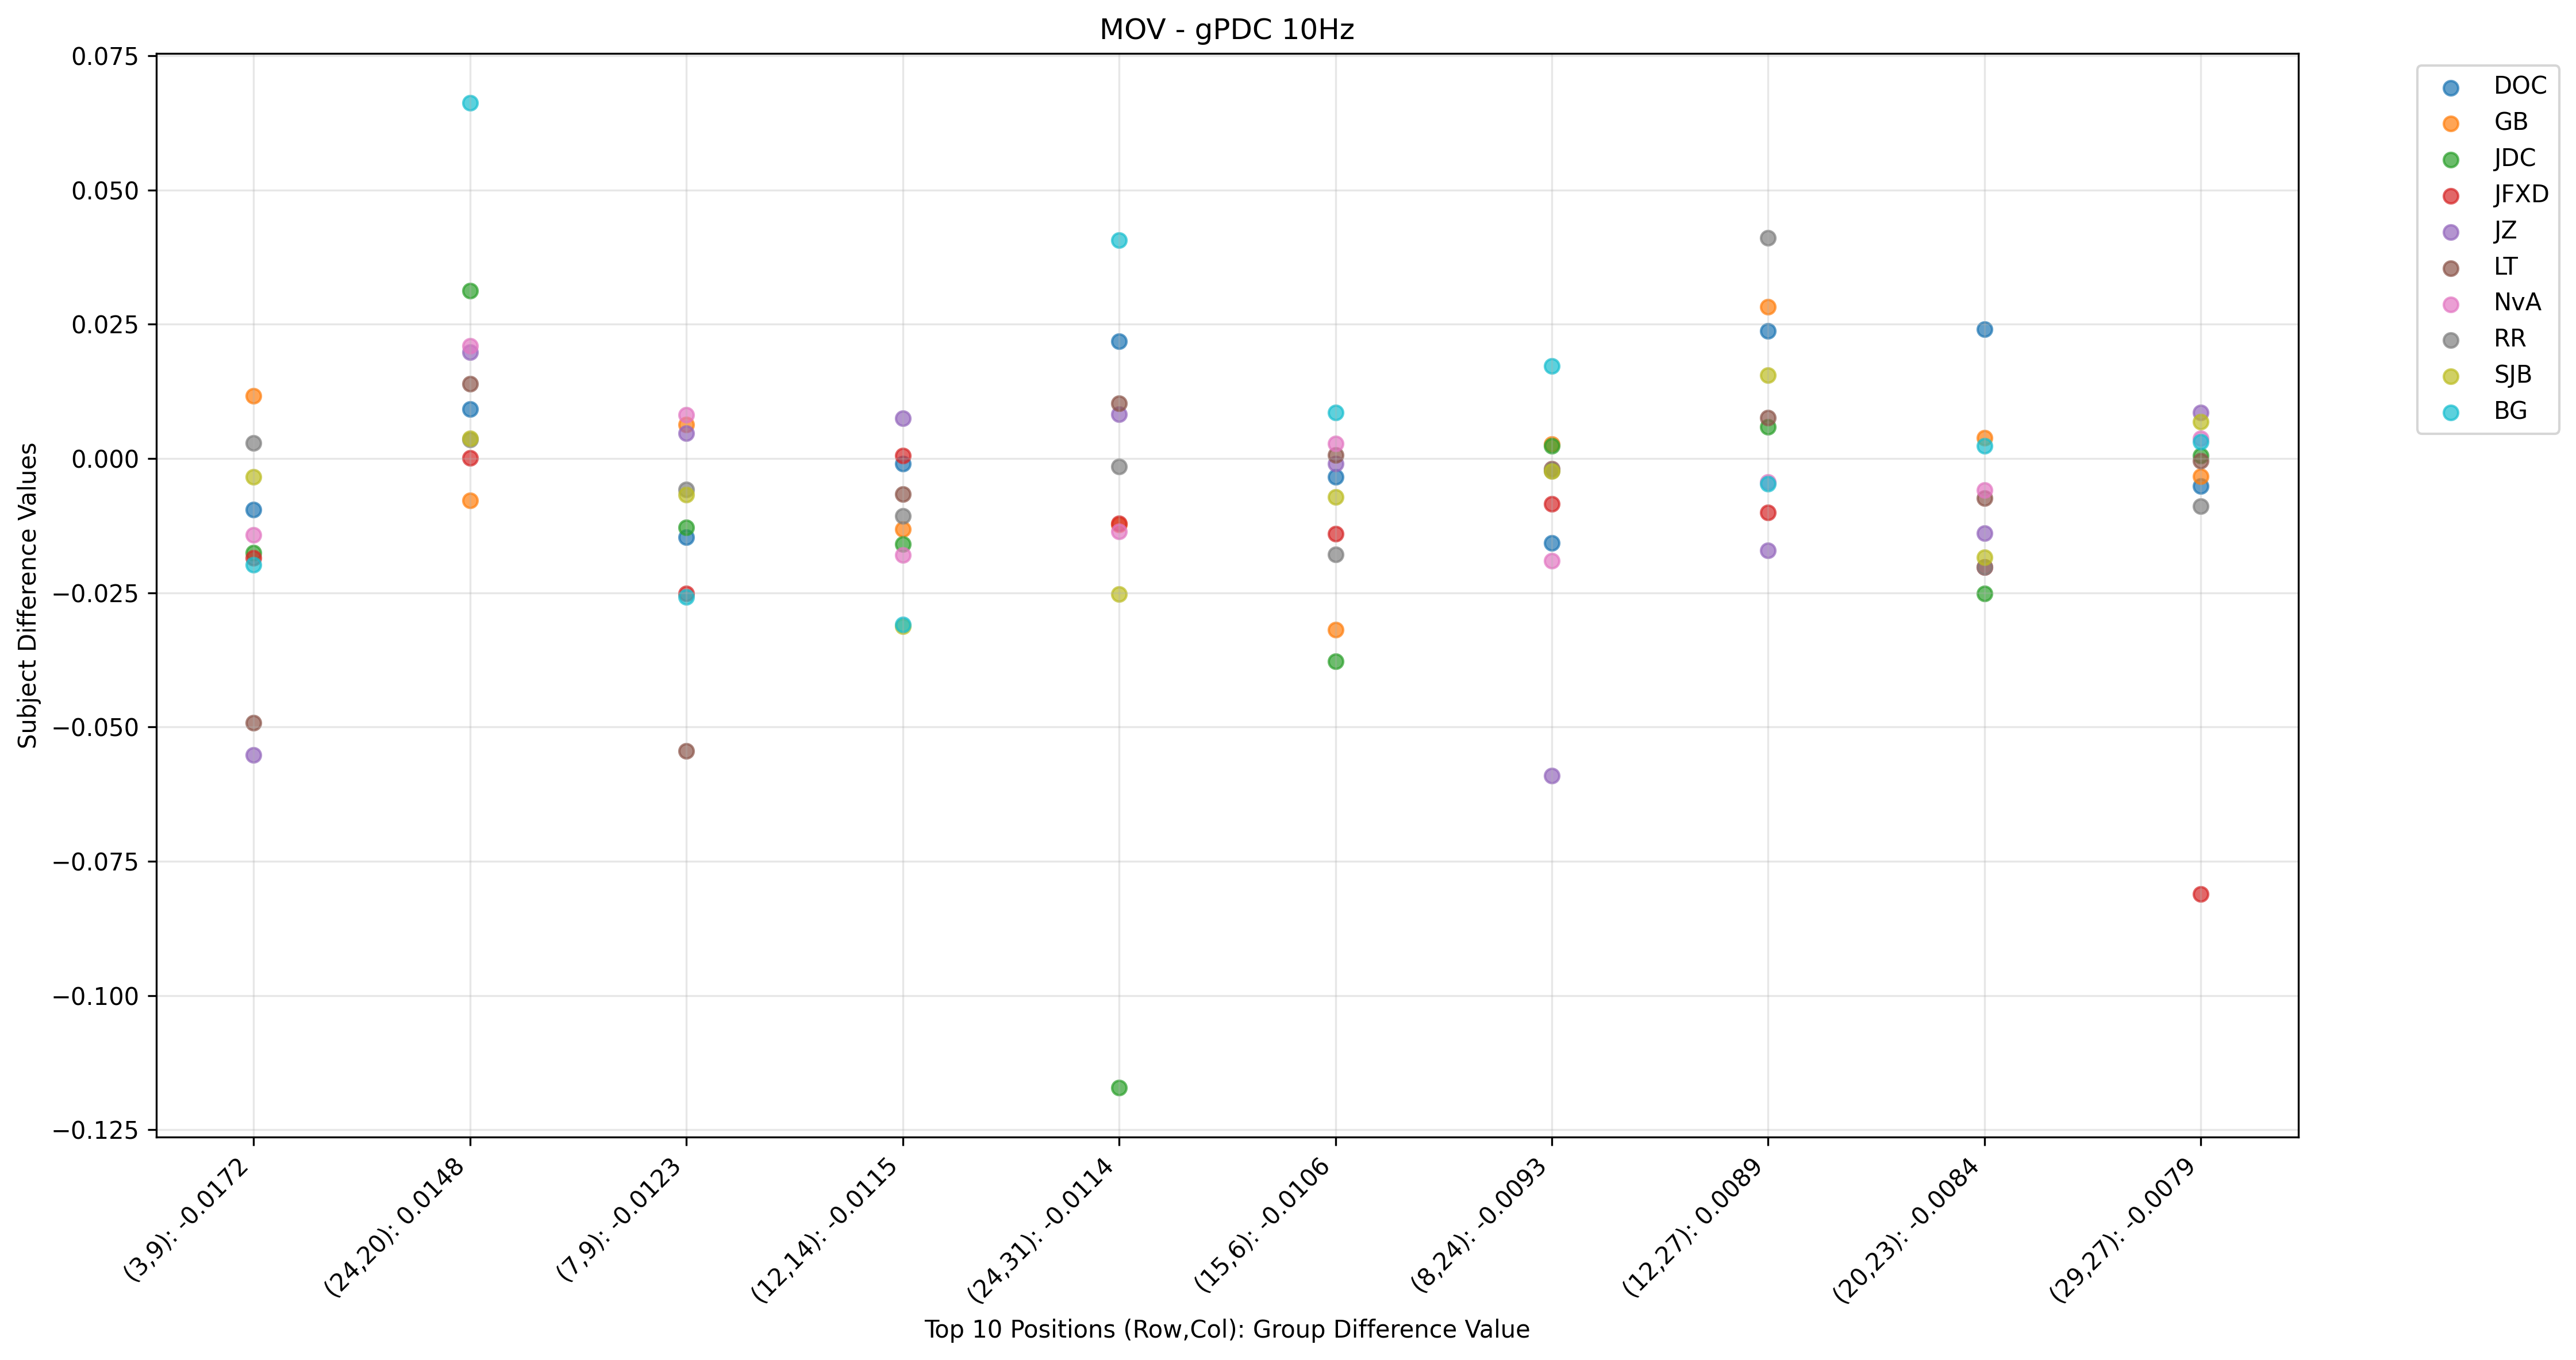 MOV - gPDC 10Hz
0.075
0.050
0.025
0.000
−0.025
−0.050
−0.075
−0.100
−0.125
Subject Difference Values
(3,9): -0.0172
(24,20): 0.0148
(7,9): -0.0123
(12,14): -0.0115
(24,31): -0.0114
(15,6): -0.0106
(8,24): -0.0093
(12,27): 0.0089
(20,23): -0.0084
(29,27): -0.0079
Top 10 Positions (Row,Col): Group Difference Value
DOC
GB
JDC
JFXD
JZ
LT
NvA
RR
SJB
BG